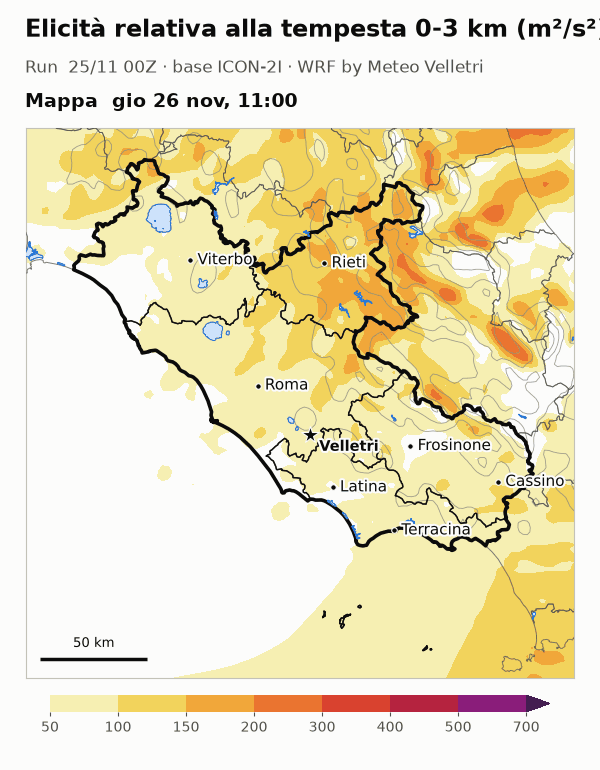 Elicità relativa alla tempesta 0-3 km (m²/s²)
Run 25/11 00Z · base ICON-2I · WRF by Meteo Velletri
Mappa gio 26 nov, 11:00
Viterbo
Rieti
Roma
Velletri
Frosinone
Cassino
Latina
Terracina
50 km
50 100 150 200 300 400 500 700